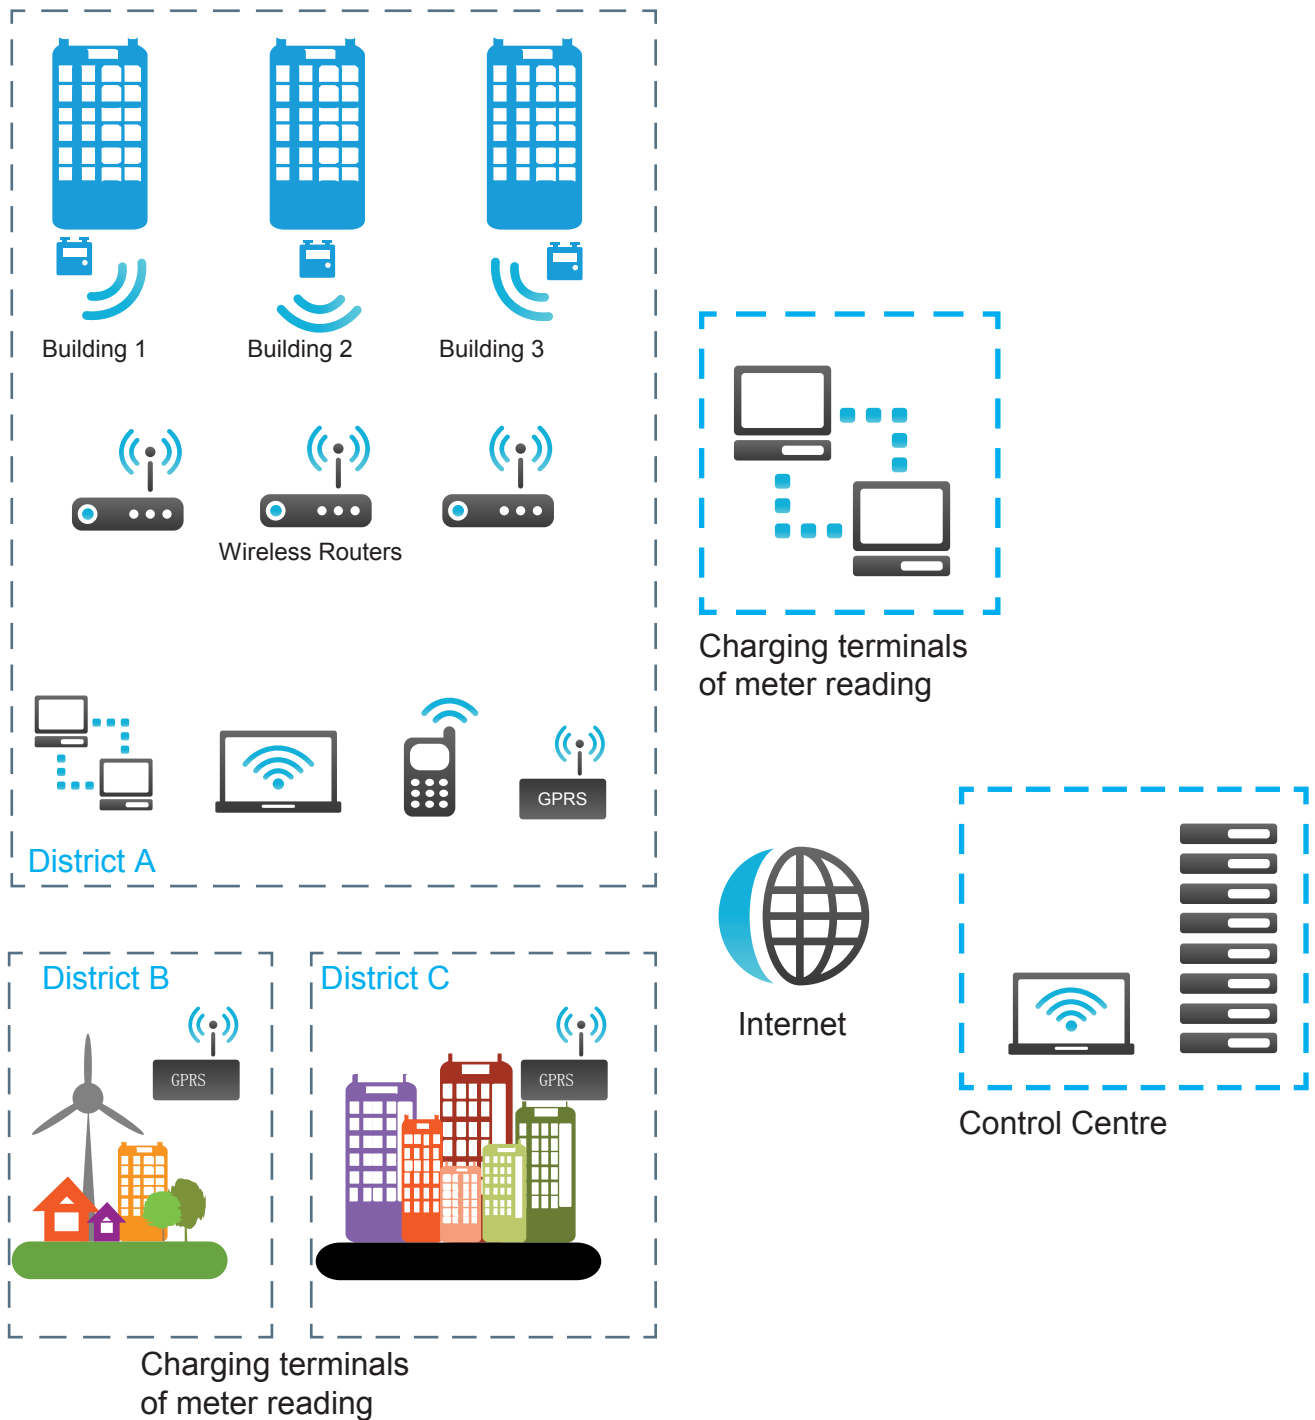 Building 1
Building 2
Building 3
Wireless Routers
GPRS
District A
Charging terminals
of meter reading
Internet
Control Centre
District B
GPRS
District C
GPRS
Charging terminals
of meter reading